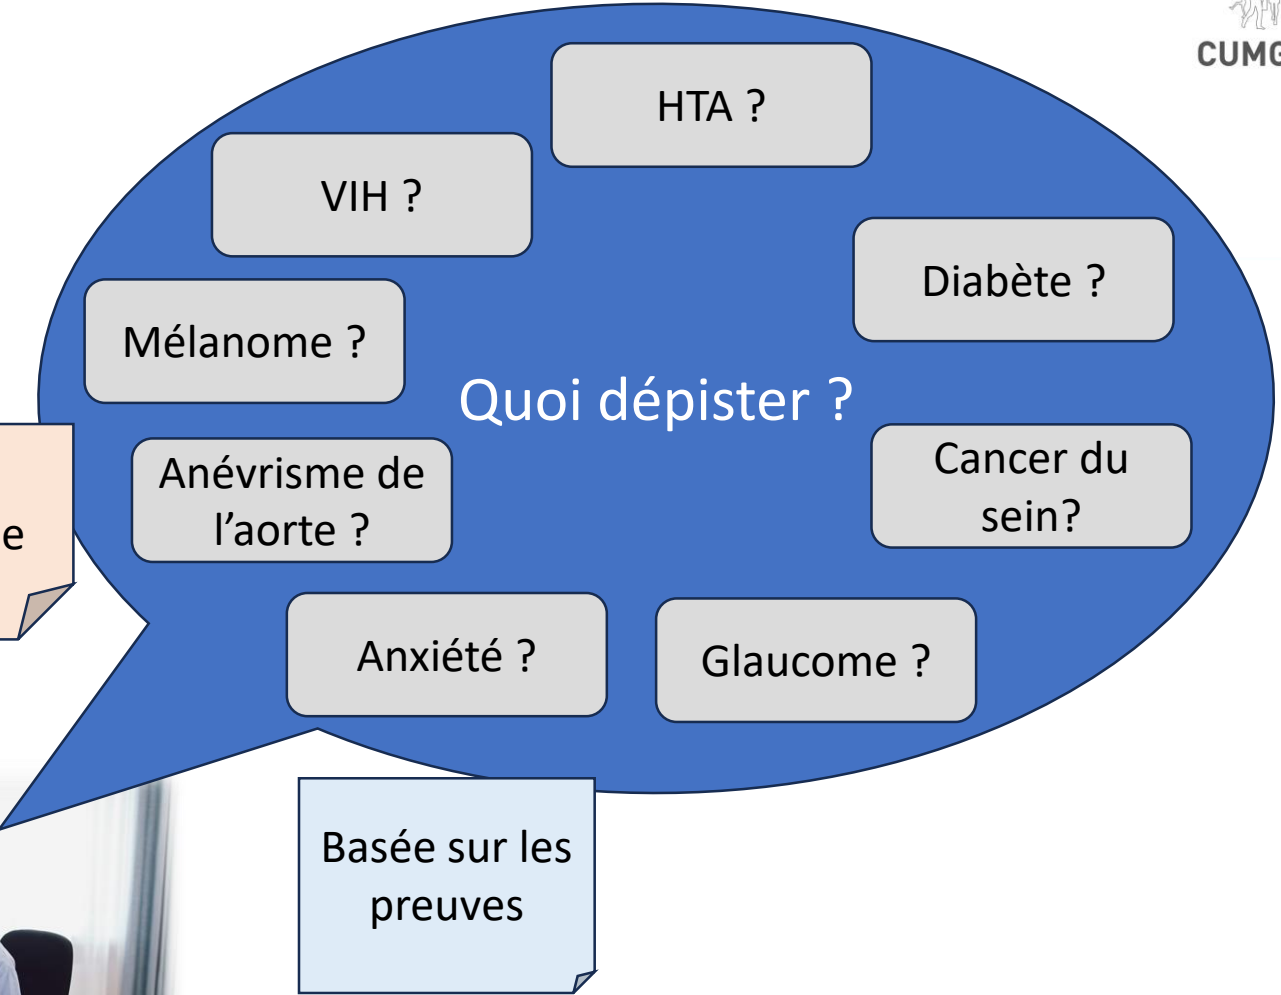 CUMG
HTA ?
VIH ?
Diabète ?
Mélanome ?
Quoi dépister ?
Cancer du
sein?
Anévrisme de
l'aorte ?
e
Anxiété ?
Glaucome ?
Basée sur les
preuves